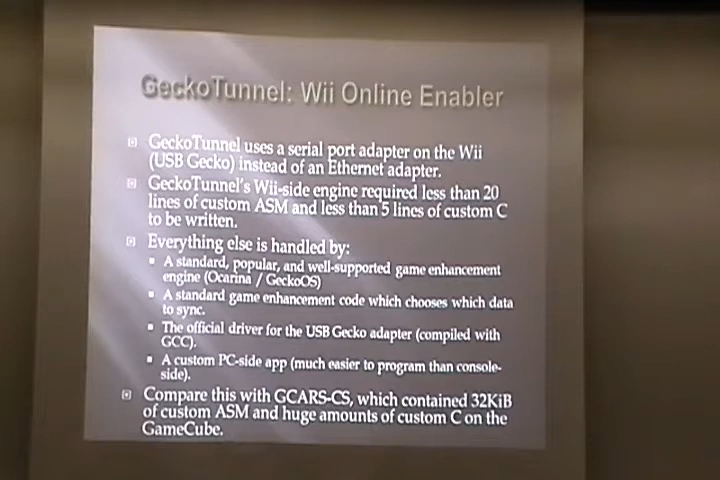 GeckoTunnel: Wii Online Enabler
GeckoTunnel uses a serial port adapter on the Wii
(USB Gecko) instead of an Ethernet adapter.
GeckoTunnel's Wii-side engine required less than 20
lines of custom ASM and less than 5 lines of custom C
to be written.
Everything else is handled by:
A standard, popular, and well-supported game enhancement
engine (Ocarina / GeckoOS)
A standard game enhancement code which chooses which data
to sync.
The official driver for the USB Gecko adapter (compiled with
GCC).
A custom PC-side app (much easier to program than console-
side).
Compare this with GCARS-CS, which contained 32KiB
of custom ASM and huge amounts of custom C on the
GameCube.